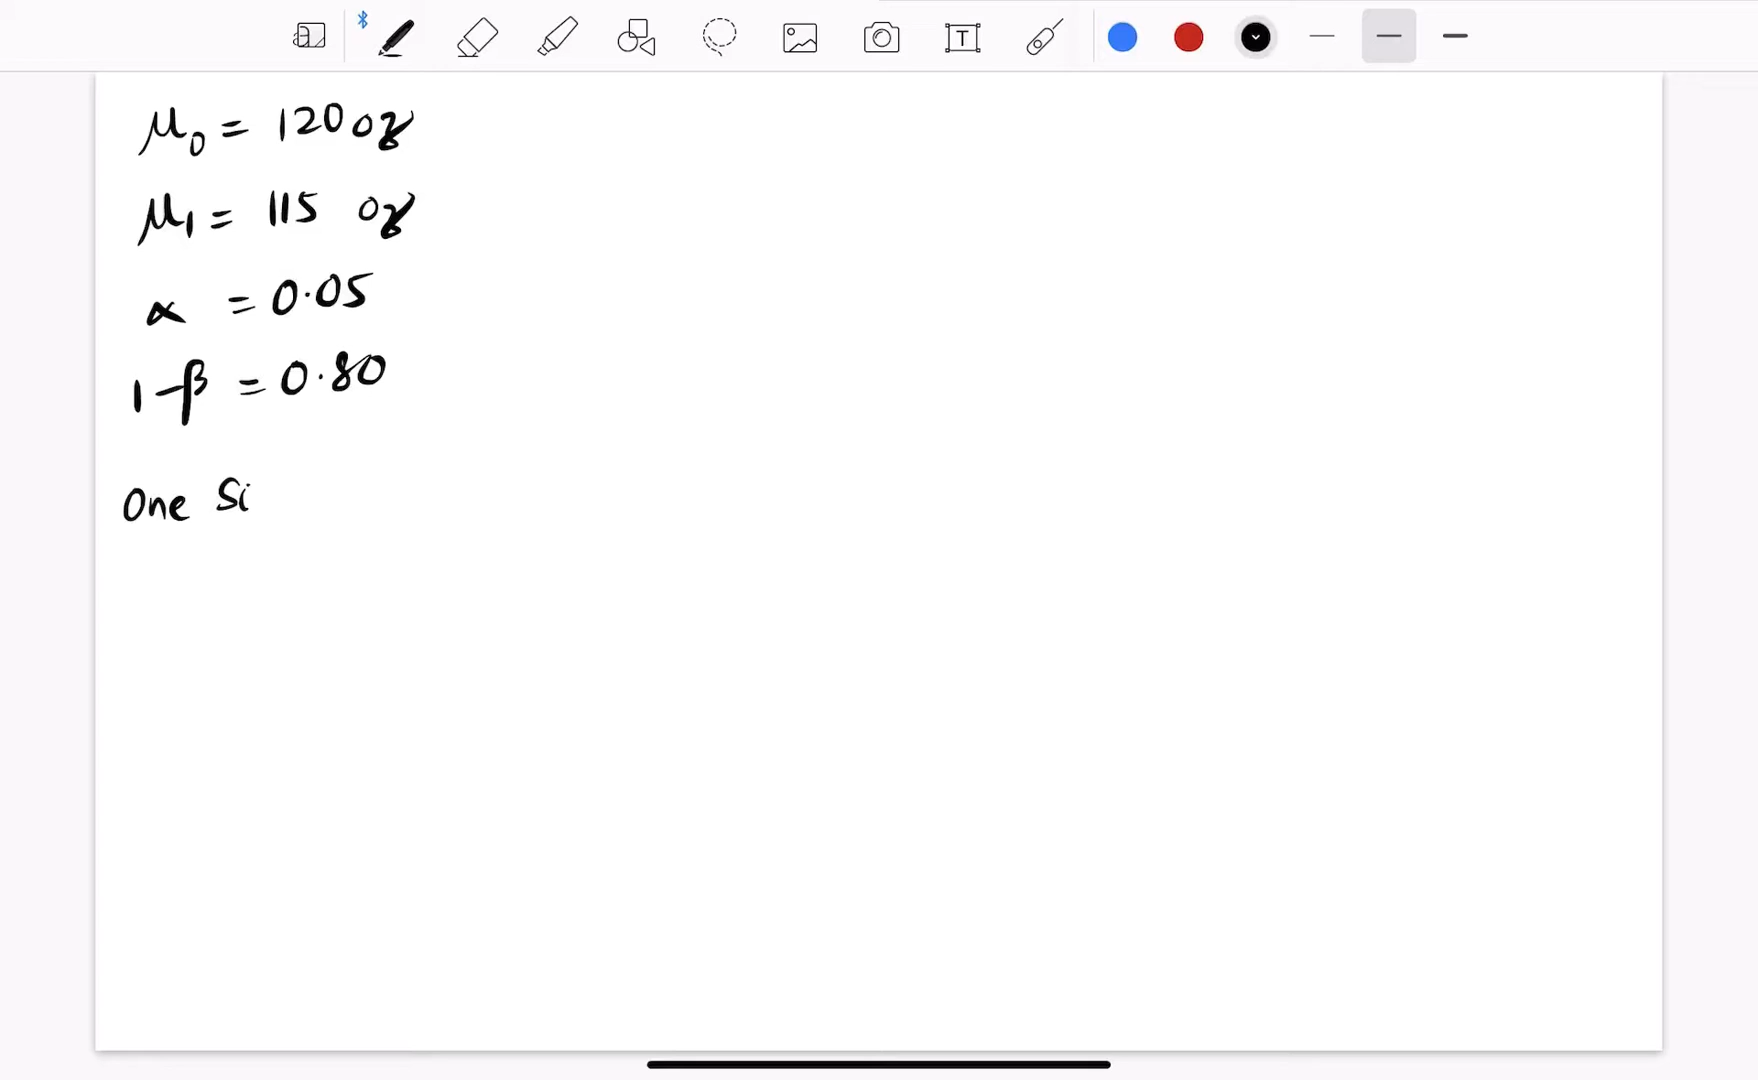 μ₀ = 120 oz
μ₁ = 115 oz
α = 0.05
1-β = 0.80
One Si